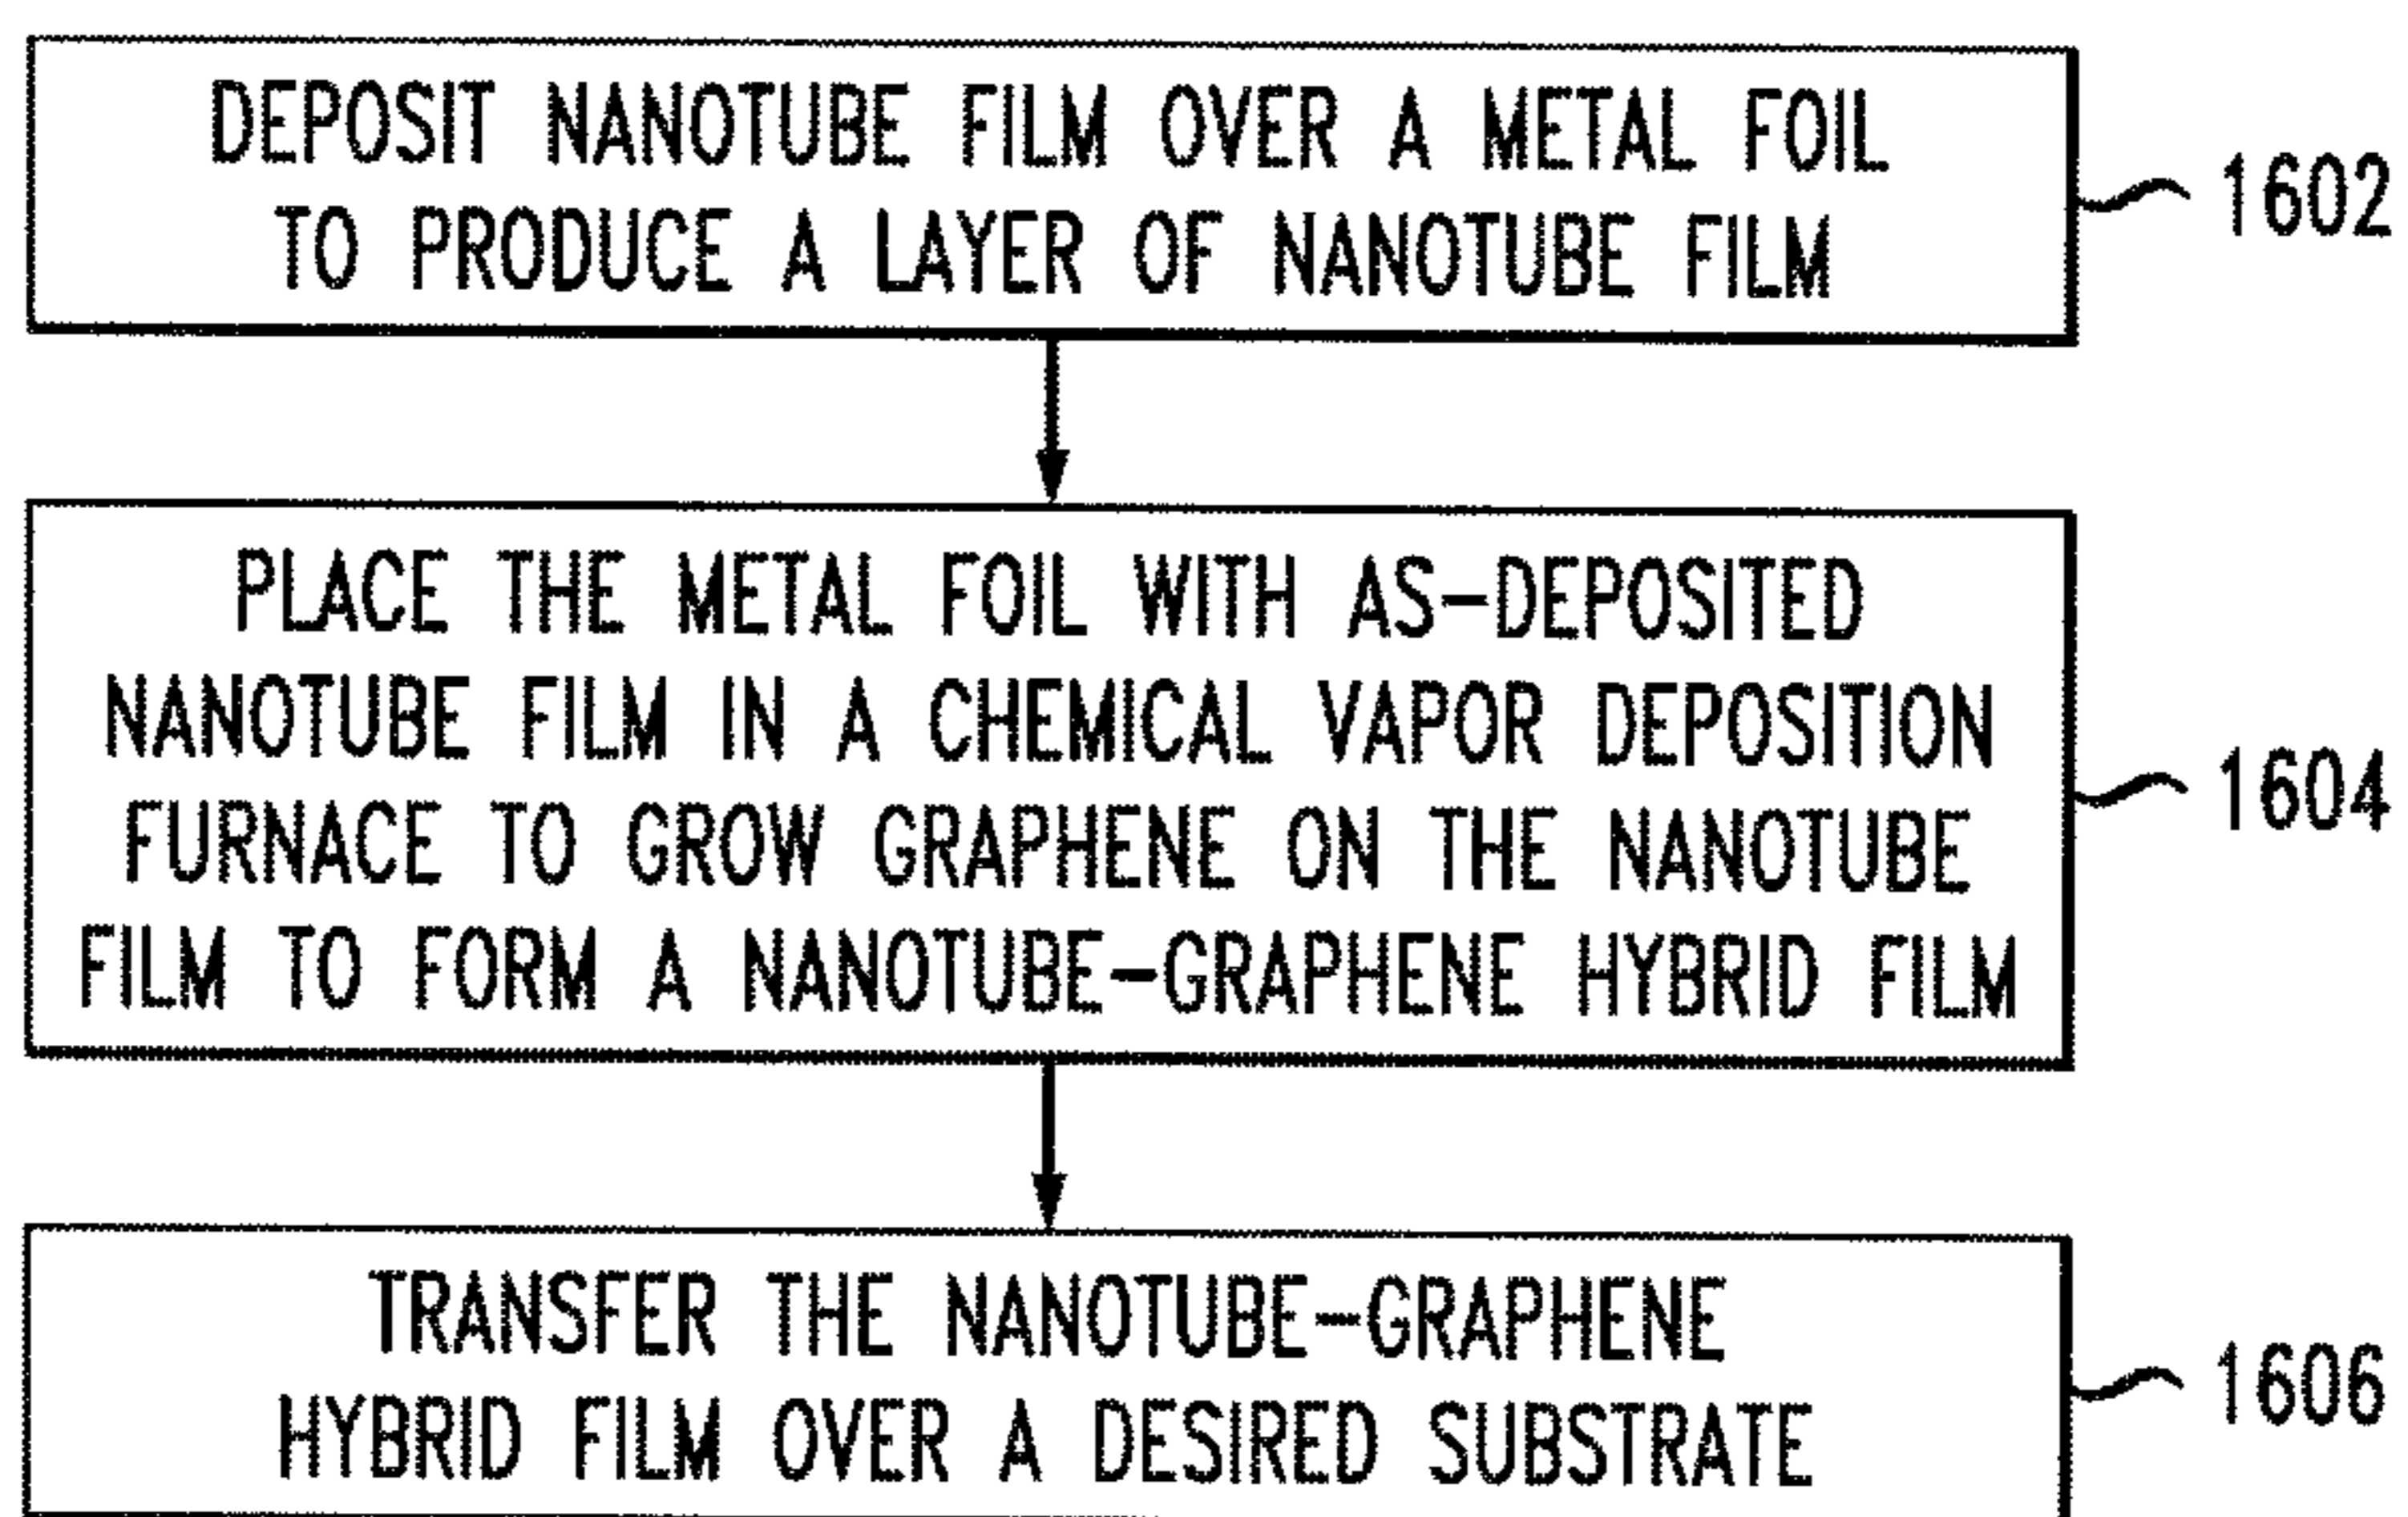 DEPOSIT NANOTUBE FILM OVER A METAL FOIL
TO PRODUCE A LAYER OF NANOTUBE FILM
1602
PLACE THE METAL FOIL WITH AS-DEPOSITED
NANOTUBE FILM IN A CHEMICAL VAPOR DEPOSITION
FURNACE TO GROW GRAPHENE ON THE NANOTUBE
FILM TO FORM A NANOTUBE-GRAPHENE HYBRID FILM
1604
TRANSFER THE NANOTUBE-GRAPHENE
HYBRID FILM OVER A DESIRED SUBSTRATE
1606